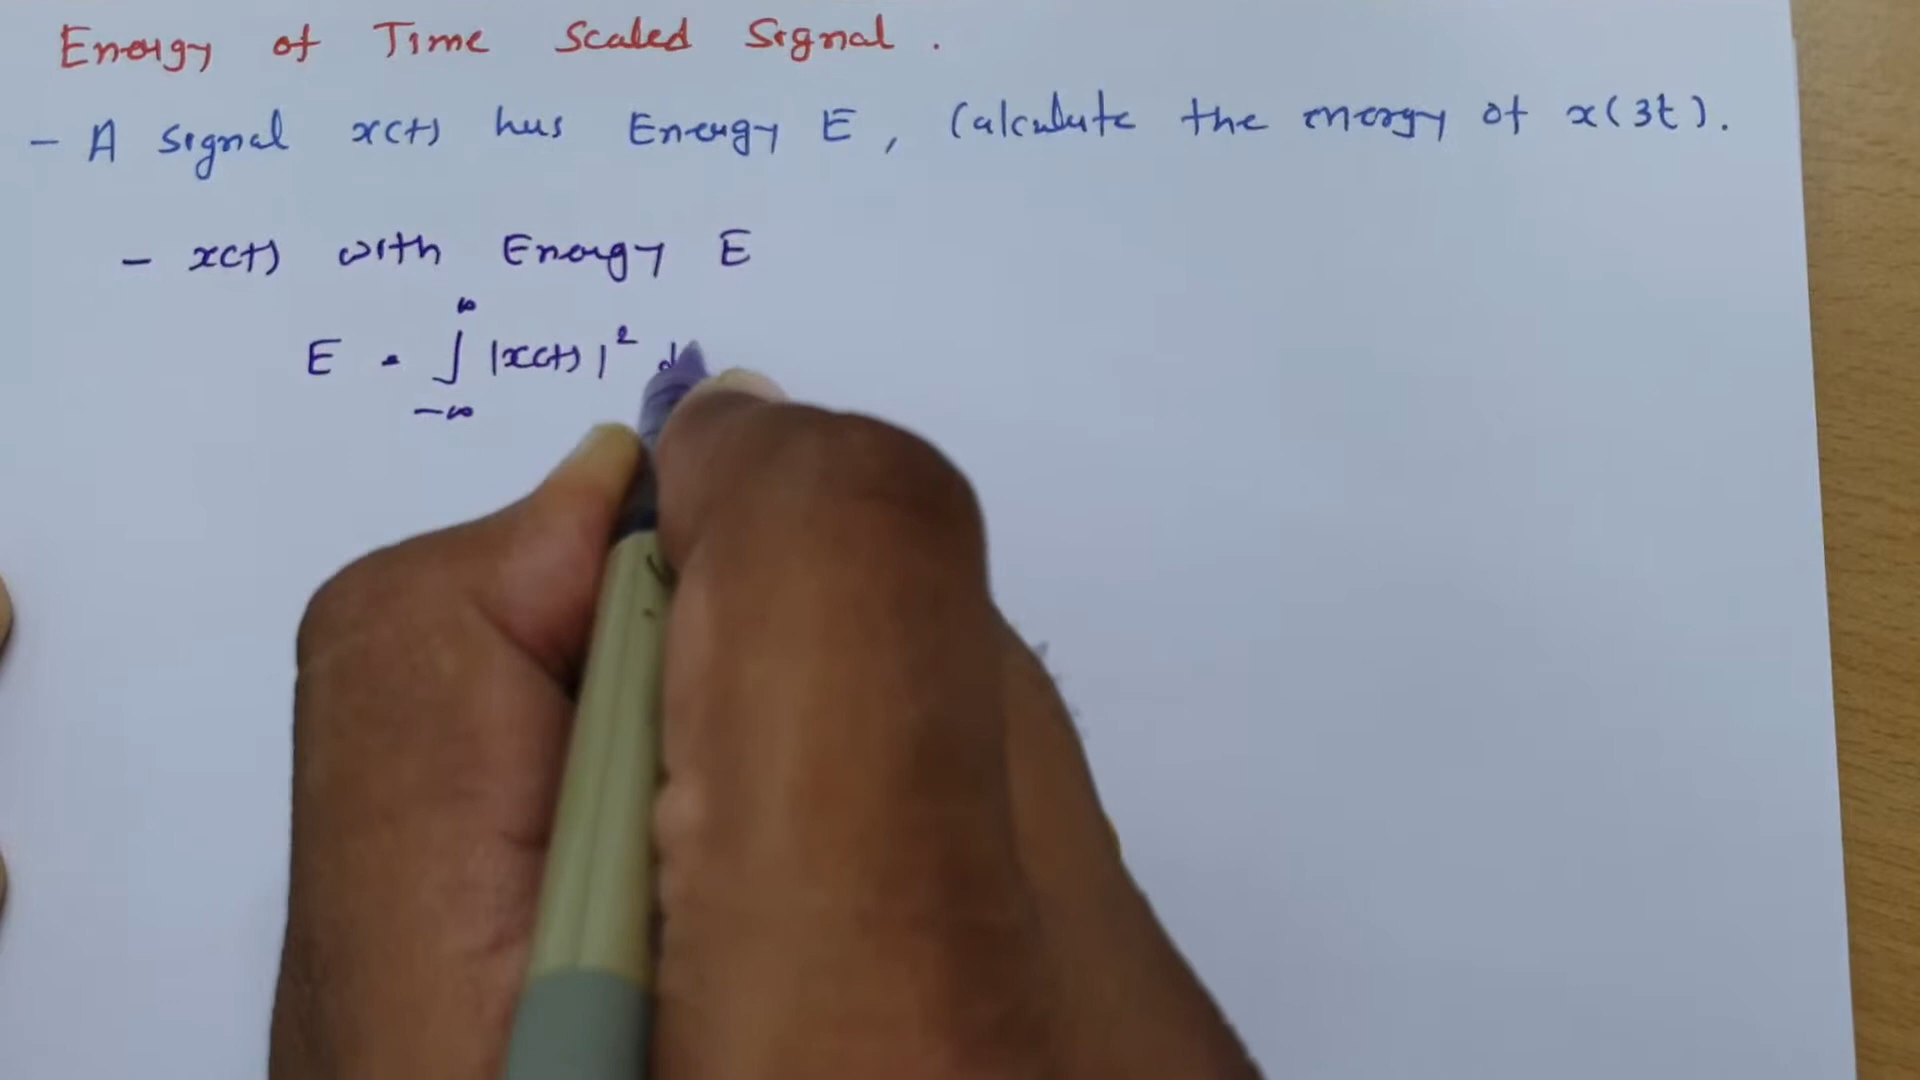 Energy of Time Scaled Signal.
- A signal x(t) has Energy E, Calculate the energy of x(3t).
- x(t) with Energy E
∞
E = ∫ |x(t)|² d
-∞